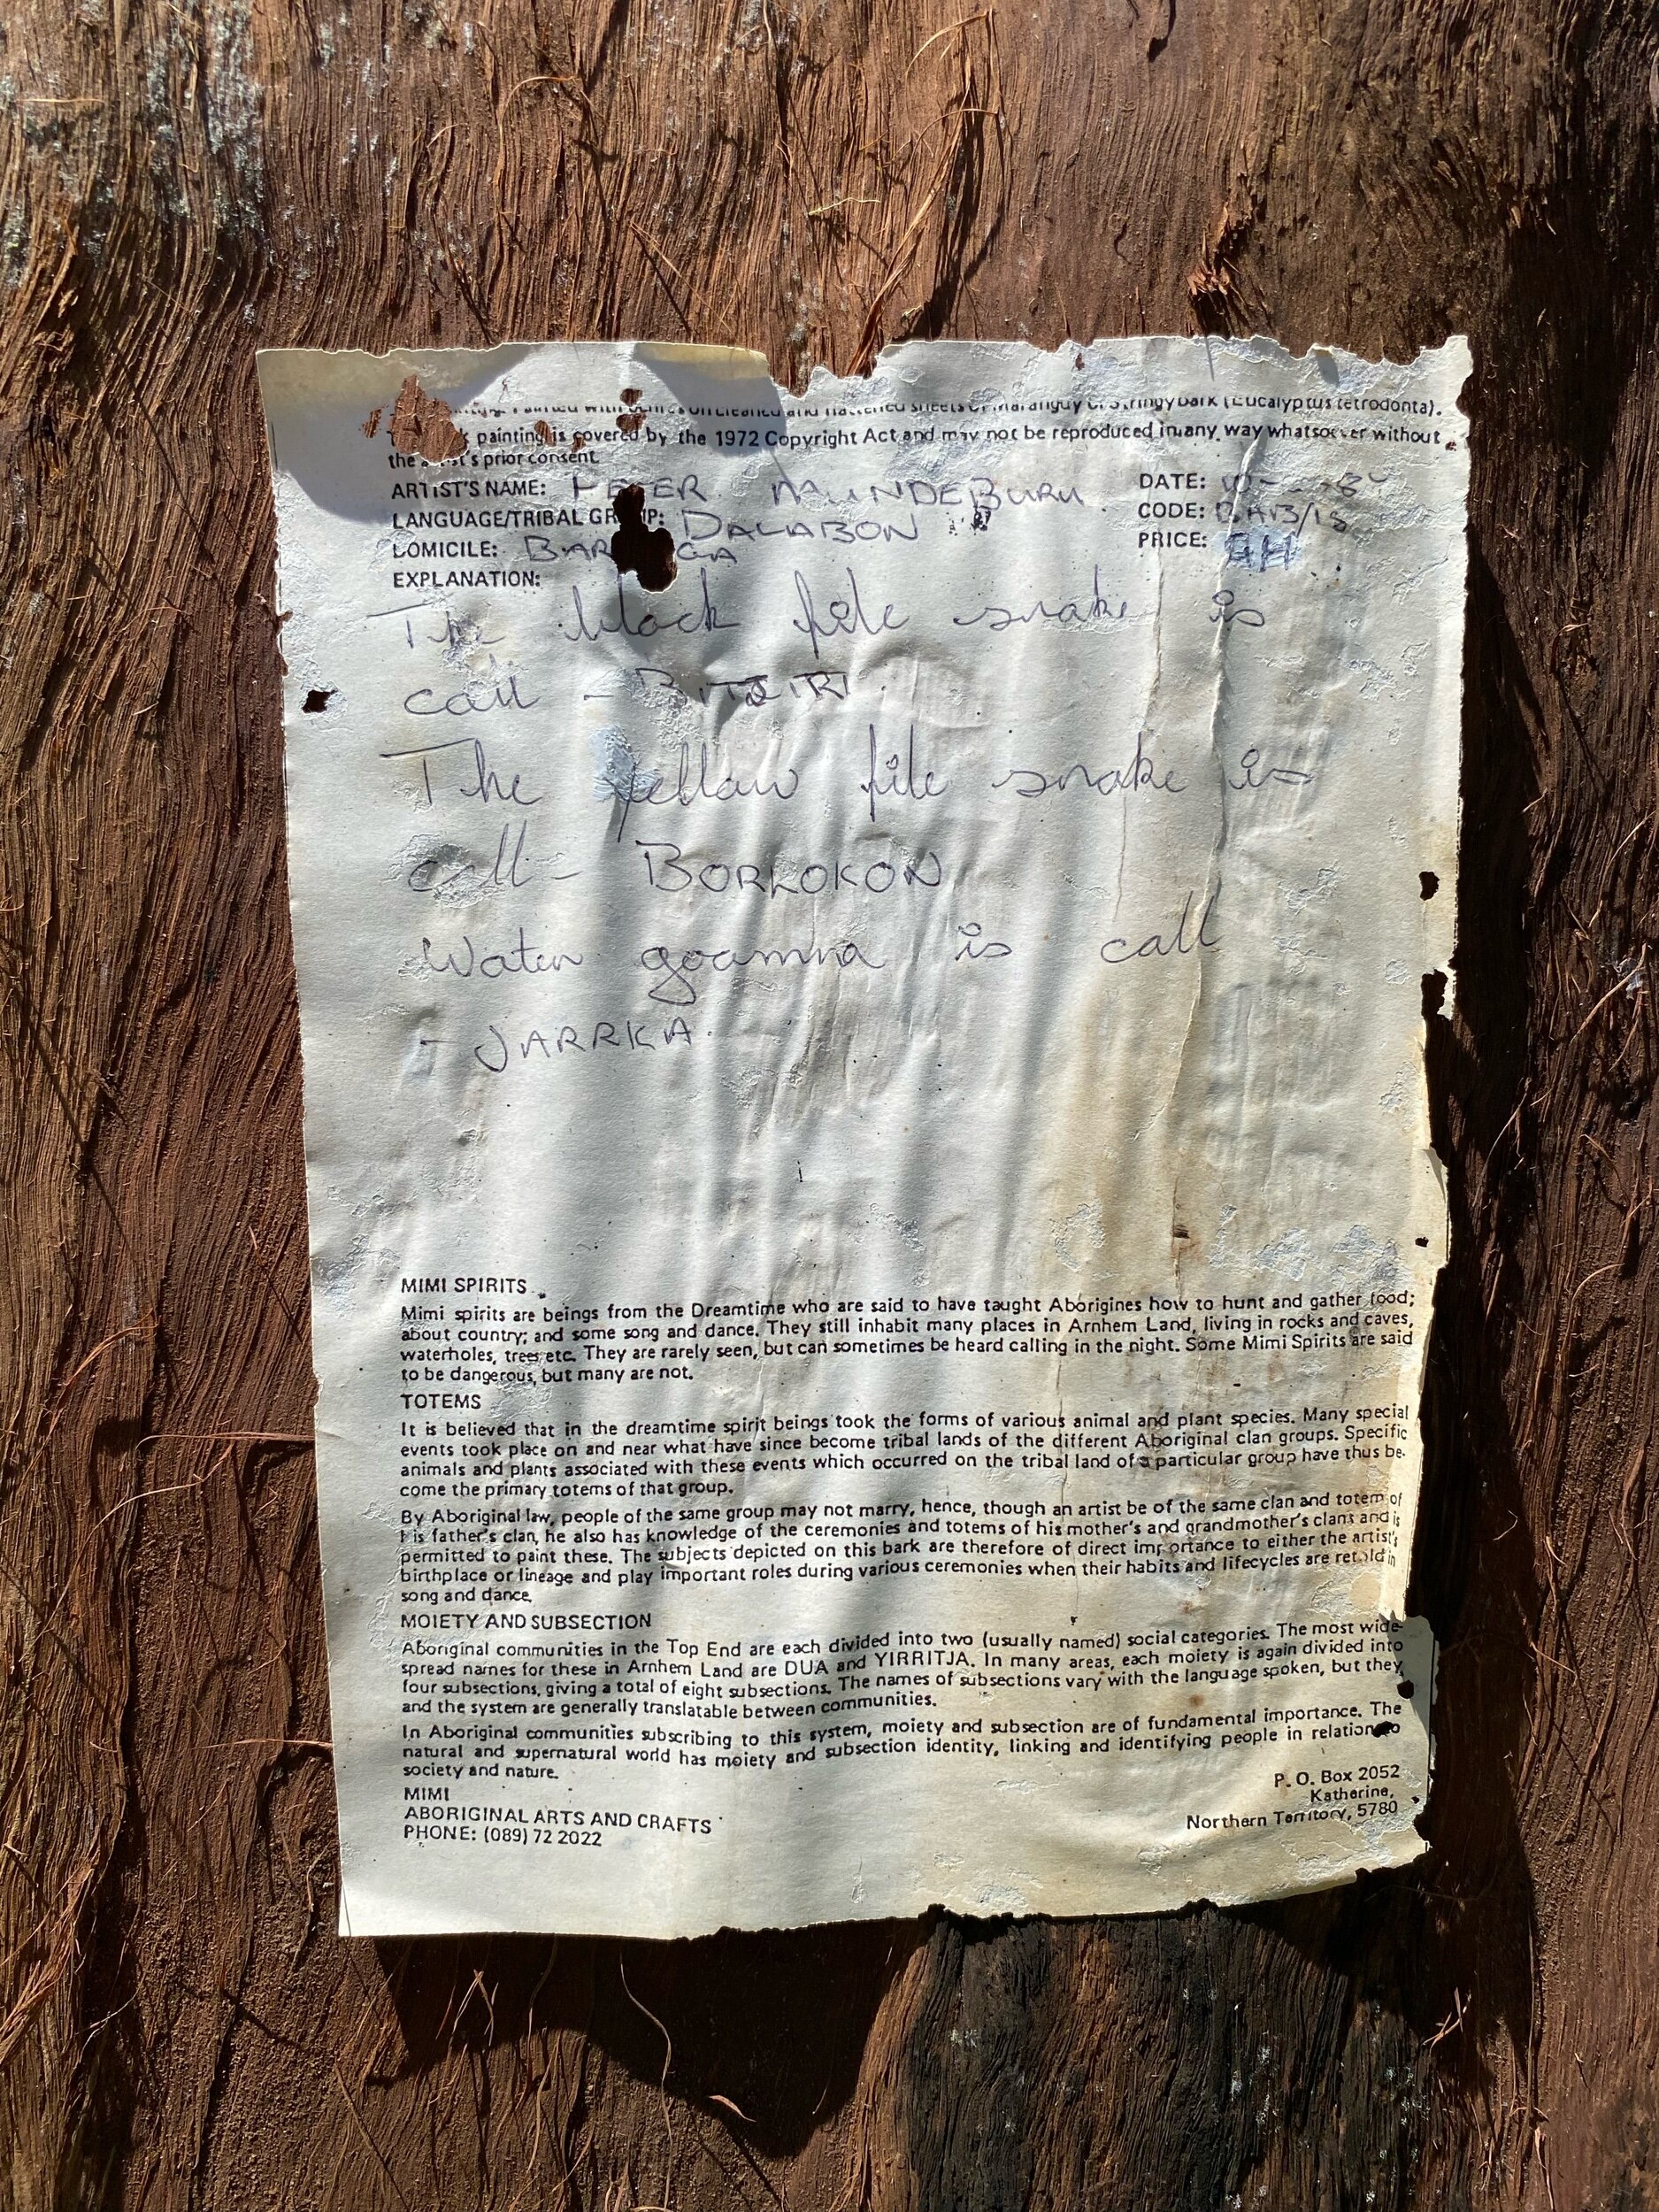 Painted with ochres on cleaned and flattened sheets of Maranguy or Stringybark (Eucalyptus tetrodonta).
painting is covered by the 1972 Copyright Act and may not be reproduced in any way whatsoever without
the artist's prior consent.
ARTIST'S NAME: PETER
DATE:
LANGUAGE/TRIBAL GROUP: DALABON
CODE:
DOMICILE:
PRICE:
EXPLANATION:
The black file snake is
call -
The yellow file snake is
call - BORLOKON
Water goanna is call
- JARRKA.
MIMI SPIRITS
Mimi spirits are beings from the Dreamtime who are said to have taught Aborigines how to hunt and gather food;
about country; and some song and dance. They still inhabit many places in Arnhem Land, living in rocks and caves,
waterholes, trees etc. They are rarely seen, but can sometimes be heard calling in the night. Some Mimi Spirits are said
to be dangerous, but many are not.
TOTEMS
It is believed that in the dreamtime spirit beings took the forms of various animal and plant species. Many special
events took place on and near what have since become tribal lands of the different Aboriginal clan groups. Specific
animals and plants associated with these events which occurred on the tribal land of a particular group have thus be-
come the primary totems of that group.
By Aboriginal law, people of the same group may not marry, hence, though an artist be of the same clan and totem of
his father's clan, he also has knowledge of the ceremonies and totems of his mother's and grandmother's clans and is
permitted to paint these. The subjects depicted on this bark are therefore of direct importance to either the artist's
birthplace or lineage and play important roles during various ceremonies when their habits and lifecycles are retold in
song and dance.
MOIETY AND SUBSECTION
Aboriginal communities in the Top End are each divided into two (usually named) social categories. The most wide-
spread names for these in Arnhem Land are DUA and YIRRITJA. In many areas, each moiety is again divided into
four subsections, giving a total of eight subsections. The names of subsections vary with the language spoken, but they
and the system are generally translatable between communities.
In Aboriginal communities subscribing to this system, moiety and subsection are of fundamental importance. The
natural and supernatural world has moiety and subsection identity, linking and identifying people in relation to
society and nature.
MIMI
ABORIGINAL ARTS AND CRAFTS
PHONE: (089) 72 2022
P.O. Box 2052
Katherine,
Northern Territory, 5780